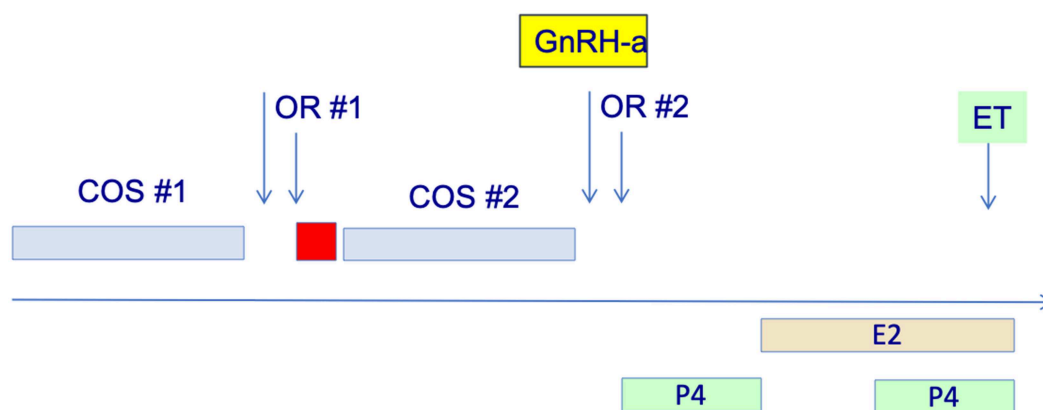 GnRH-a
OR #1
OR #2
ET
COS #1
COS #2
E2
P4
P4